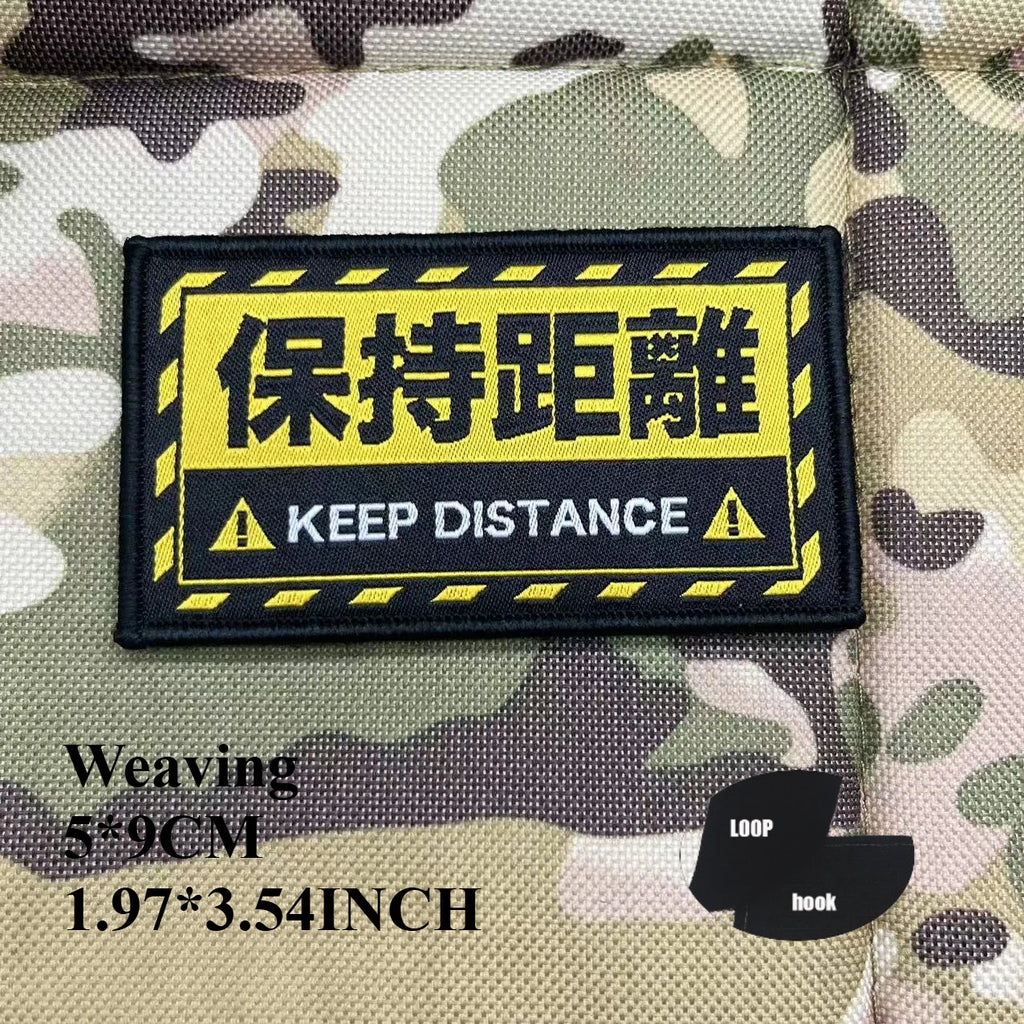 保持距離
KEEP DISTANCE
Weaving
5*9CM
1.97*3.54INCH
LOOP
hook